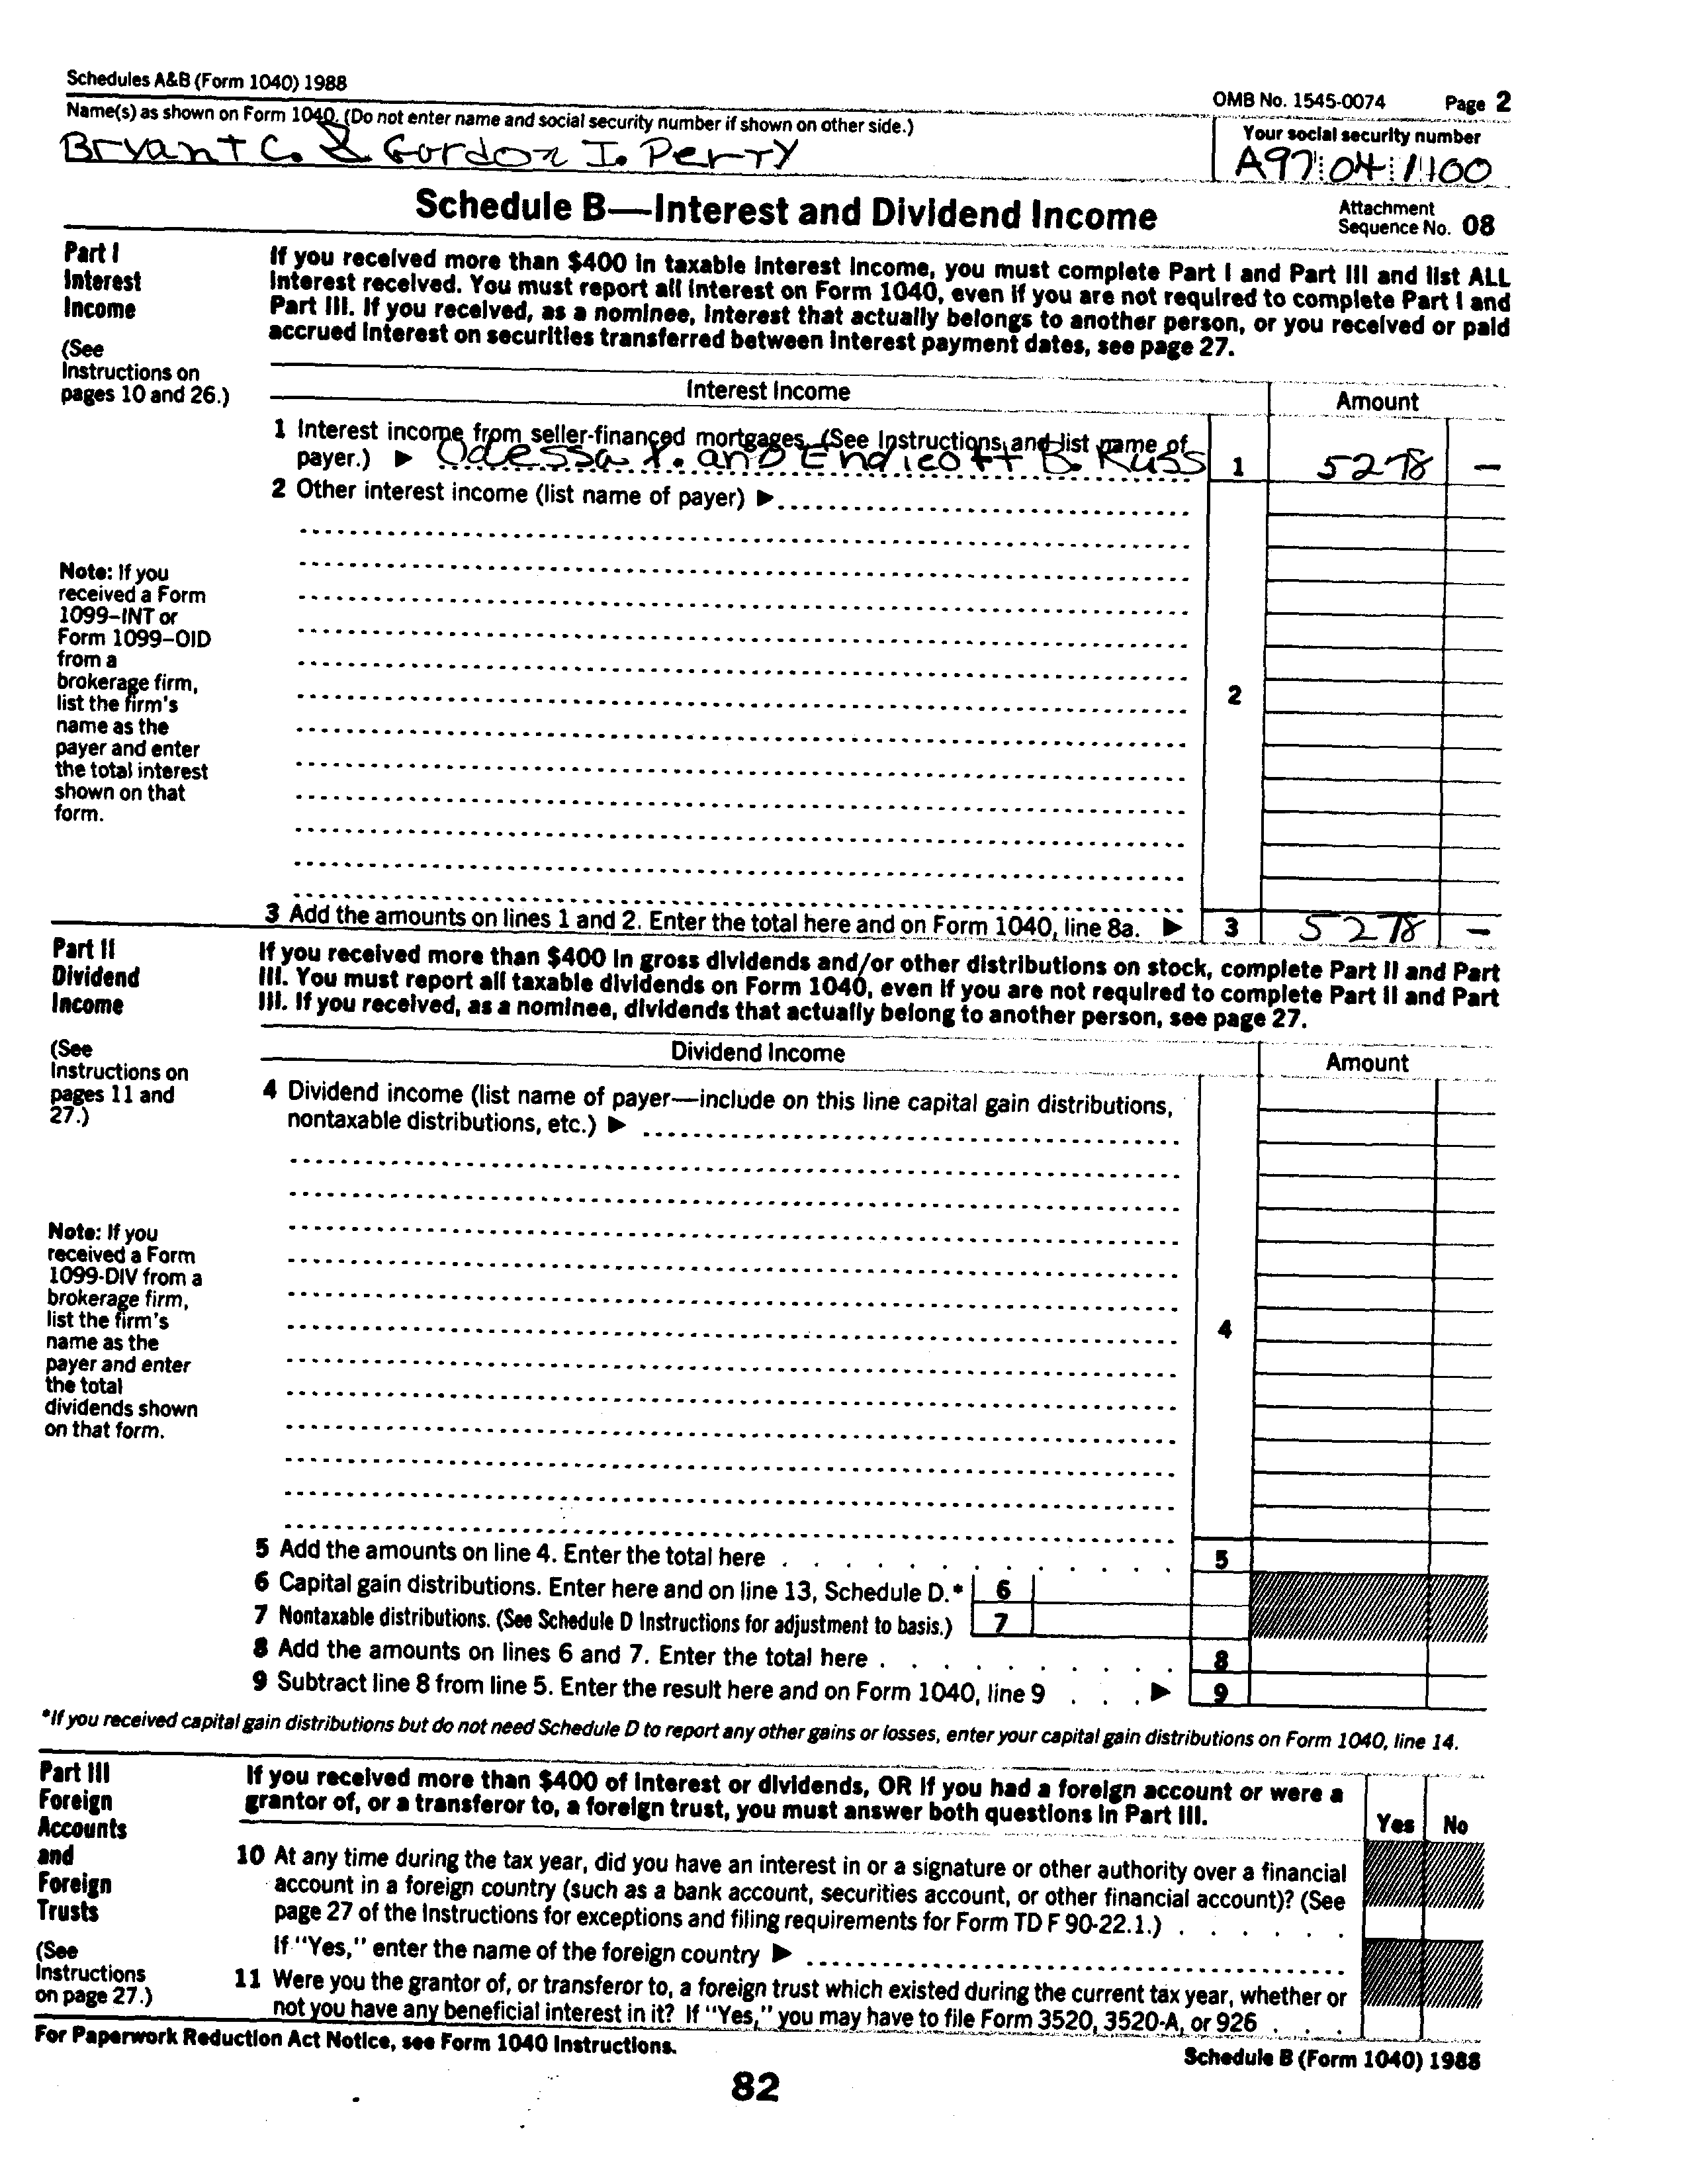 Schedules A&B (Form 1040) 1988
OMB No. 1545-0074 Page 2
Name(s) as shown on Form 1040. (Do not enter name and social security number if shown on other side.)
Your social security number
Bryant C. & Gordon I. Perry
A97 04 1100
Schedule B—Interest and Dividend Income
Attachment
Sequence No. 08
Part I
Interest
Income
(See
Instructions on
pages 10 and 26.)
If you received more than $400 in taxable interest income, you must complete Part I and Part III and list ALL
interest received. You must report all interest on Form 1040, even if you are not required to complete Part I and
Part III. If you received, as a nominee, interest that actually belongs to another person, or you received or paid
accrued interest on securities transferred between interest payment dates, see page 27.
Interest Income
Amount
1 Interest income from seller-financed mortgages. (See Instructions and list name of
payer.) ▶ Odessa Y. and Endicott B. Russ 1 5278 —
2 Other interest income (list name of payer) ▶
Note: If you
received a Form
1099–INT or
Form 1099–OID
from a
brokerage firm,
list the firm's
name as the
payer and enter
the total interest
shown on that
form.
2
3 Add the amounts on lines 1 and 2. Enter the total here and on Form 1040, line 8a. ▶ 3 5278 —
Part II
Dividend
Income
(See
Instructions on
pages 11 and
27.)
If you received more than $400 in gross dividends and/or other distributions on stock, complete Part II and Part
III. You must report all taxable dividends on Form 1040, even if you are not required to complete Part II and Part
III. If you received, as a nominee, dividends that actually belong to another person, see page 27.
Dividend Income
Amount
4 Dividend income (list name of payer—include on this line capital gain distributions,
nontaxable distributions, etc.) ▶
Note: If you
received a Form
1099-DIV from a
brokerage firm,
list the firm's
name as the
payer and enter
the total
dividends shown
on that form.
4
5 Add the amounts on line 4. Enter the total here . . . . . . . . . . . 5
6 Capital gain distributions. Enter here and on line 13, Schedule D.* 6
7 Nontaxable distributions. (See Schedule D Instructions for adjustment to basis.) 7
8 Add the amounts on lines 6 and 7. Enter the total here . . . . . . . . . 8
9 Subtract line 8 from line 5. Enter the result here and on Form 1040, line 9 . . . ▶ 9
*If you received capital gain distributions but do not need Schedule D to report any other gains or losses, enter your capital gain distributions on Form 1040, line 14.
Part III
Foreign
Accounts
and
Foreign
Trusts
(See
Instructions
on page 27.)
If you received more than $400 of interest or dividends, OR if you had a foreign account or were a
grantor of, or a transferor to, a foreign trust, you must answer both questions in Part III.
Yes No
10 At any time during the tax year, did you have an interest in or a signature or other authority over a financial
account in a foreign country (such as a bank account, securities account, or other financial account)? (See
page 27 of the Instructions for exceptions and filing requirements for Form TD F 90-22.1.) . . . . . .
If "Yes," enter the name of the foreign country ▶
11 Were you the grantor of, or transferor to, a foreign trust which existed during the current tax year, whether or
not you have any beneficial interest in it? If "Yes," you may have to file Form 3520, 3520-A, or 926 . . .
For Paperwork Reduction Act Notice, see Form 1040 Instructions.
Schedule B (Form 1040) 1988
82